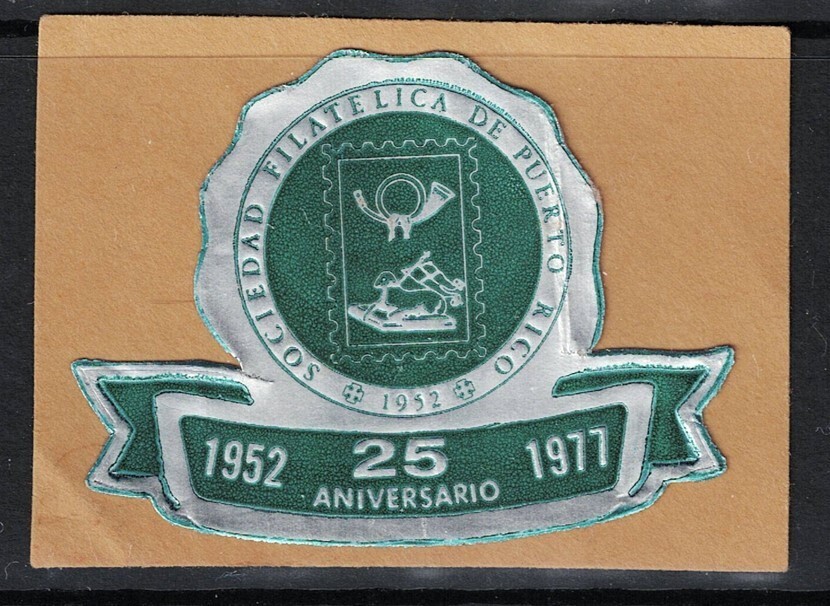 SOCIEDAD FILATELICA DE PUERTO RICO
1952
1952 25 1977
ANIVERSARIO